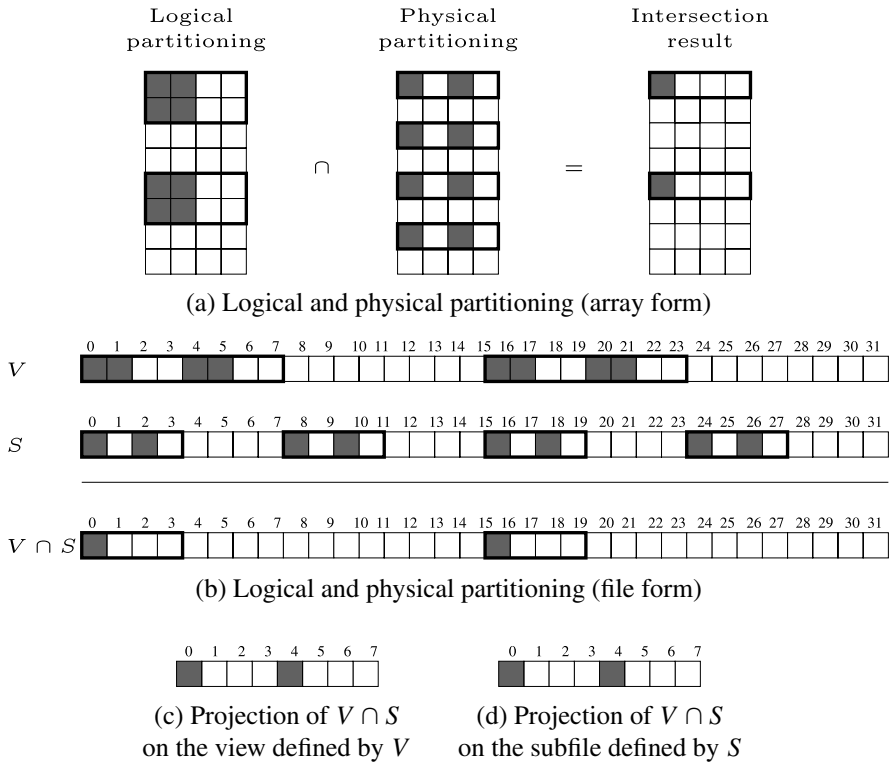 Logical partitioning
Physical partitioning
Intersection result
∩
=
(a) Logical and physical partitioning (array form)
0 1 2 3 4 5 6 7 8 9 10 11 12 13 14 15 16 17 18 19 20 21 22 23 24 25 26 27 28 29 30 31
V
0 1 2 3 4 5 6 7 8 9 10 11 12 13 14 15 16 17 18 19 20 21 22 23 24 25 26 27 28 29 30 31
S
0 1 2 3 4 5 6 7 8 9 10 11 12 13 14 15 16 17 18 19 20 21 22 23 24 25 26 27 28 29 30 31
V ∩ S
(b) Logical and physical partitioning (file form)
0 1 2 3 4 5 6 7
(c) Projection of V ∩ S
on the view defined by V
0 1 2 3 4 5 6 7
(d) Projection of V ∩ S
on the subfile defined by S